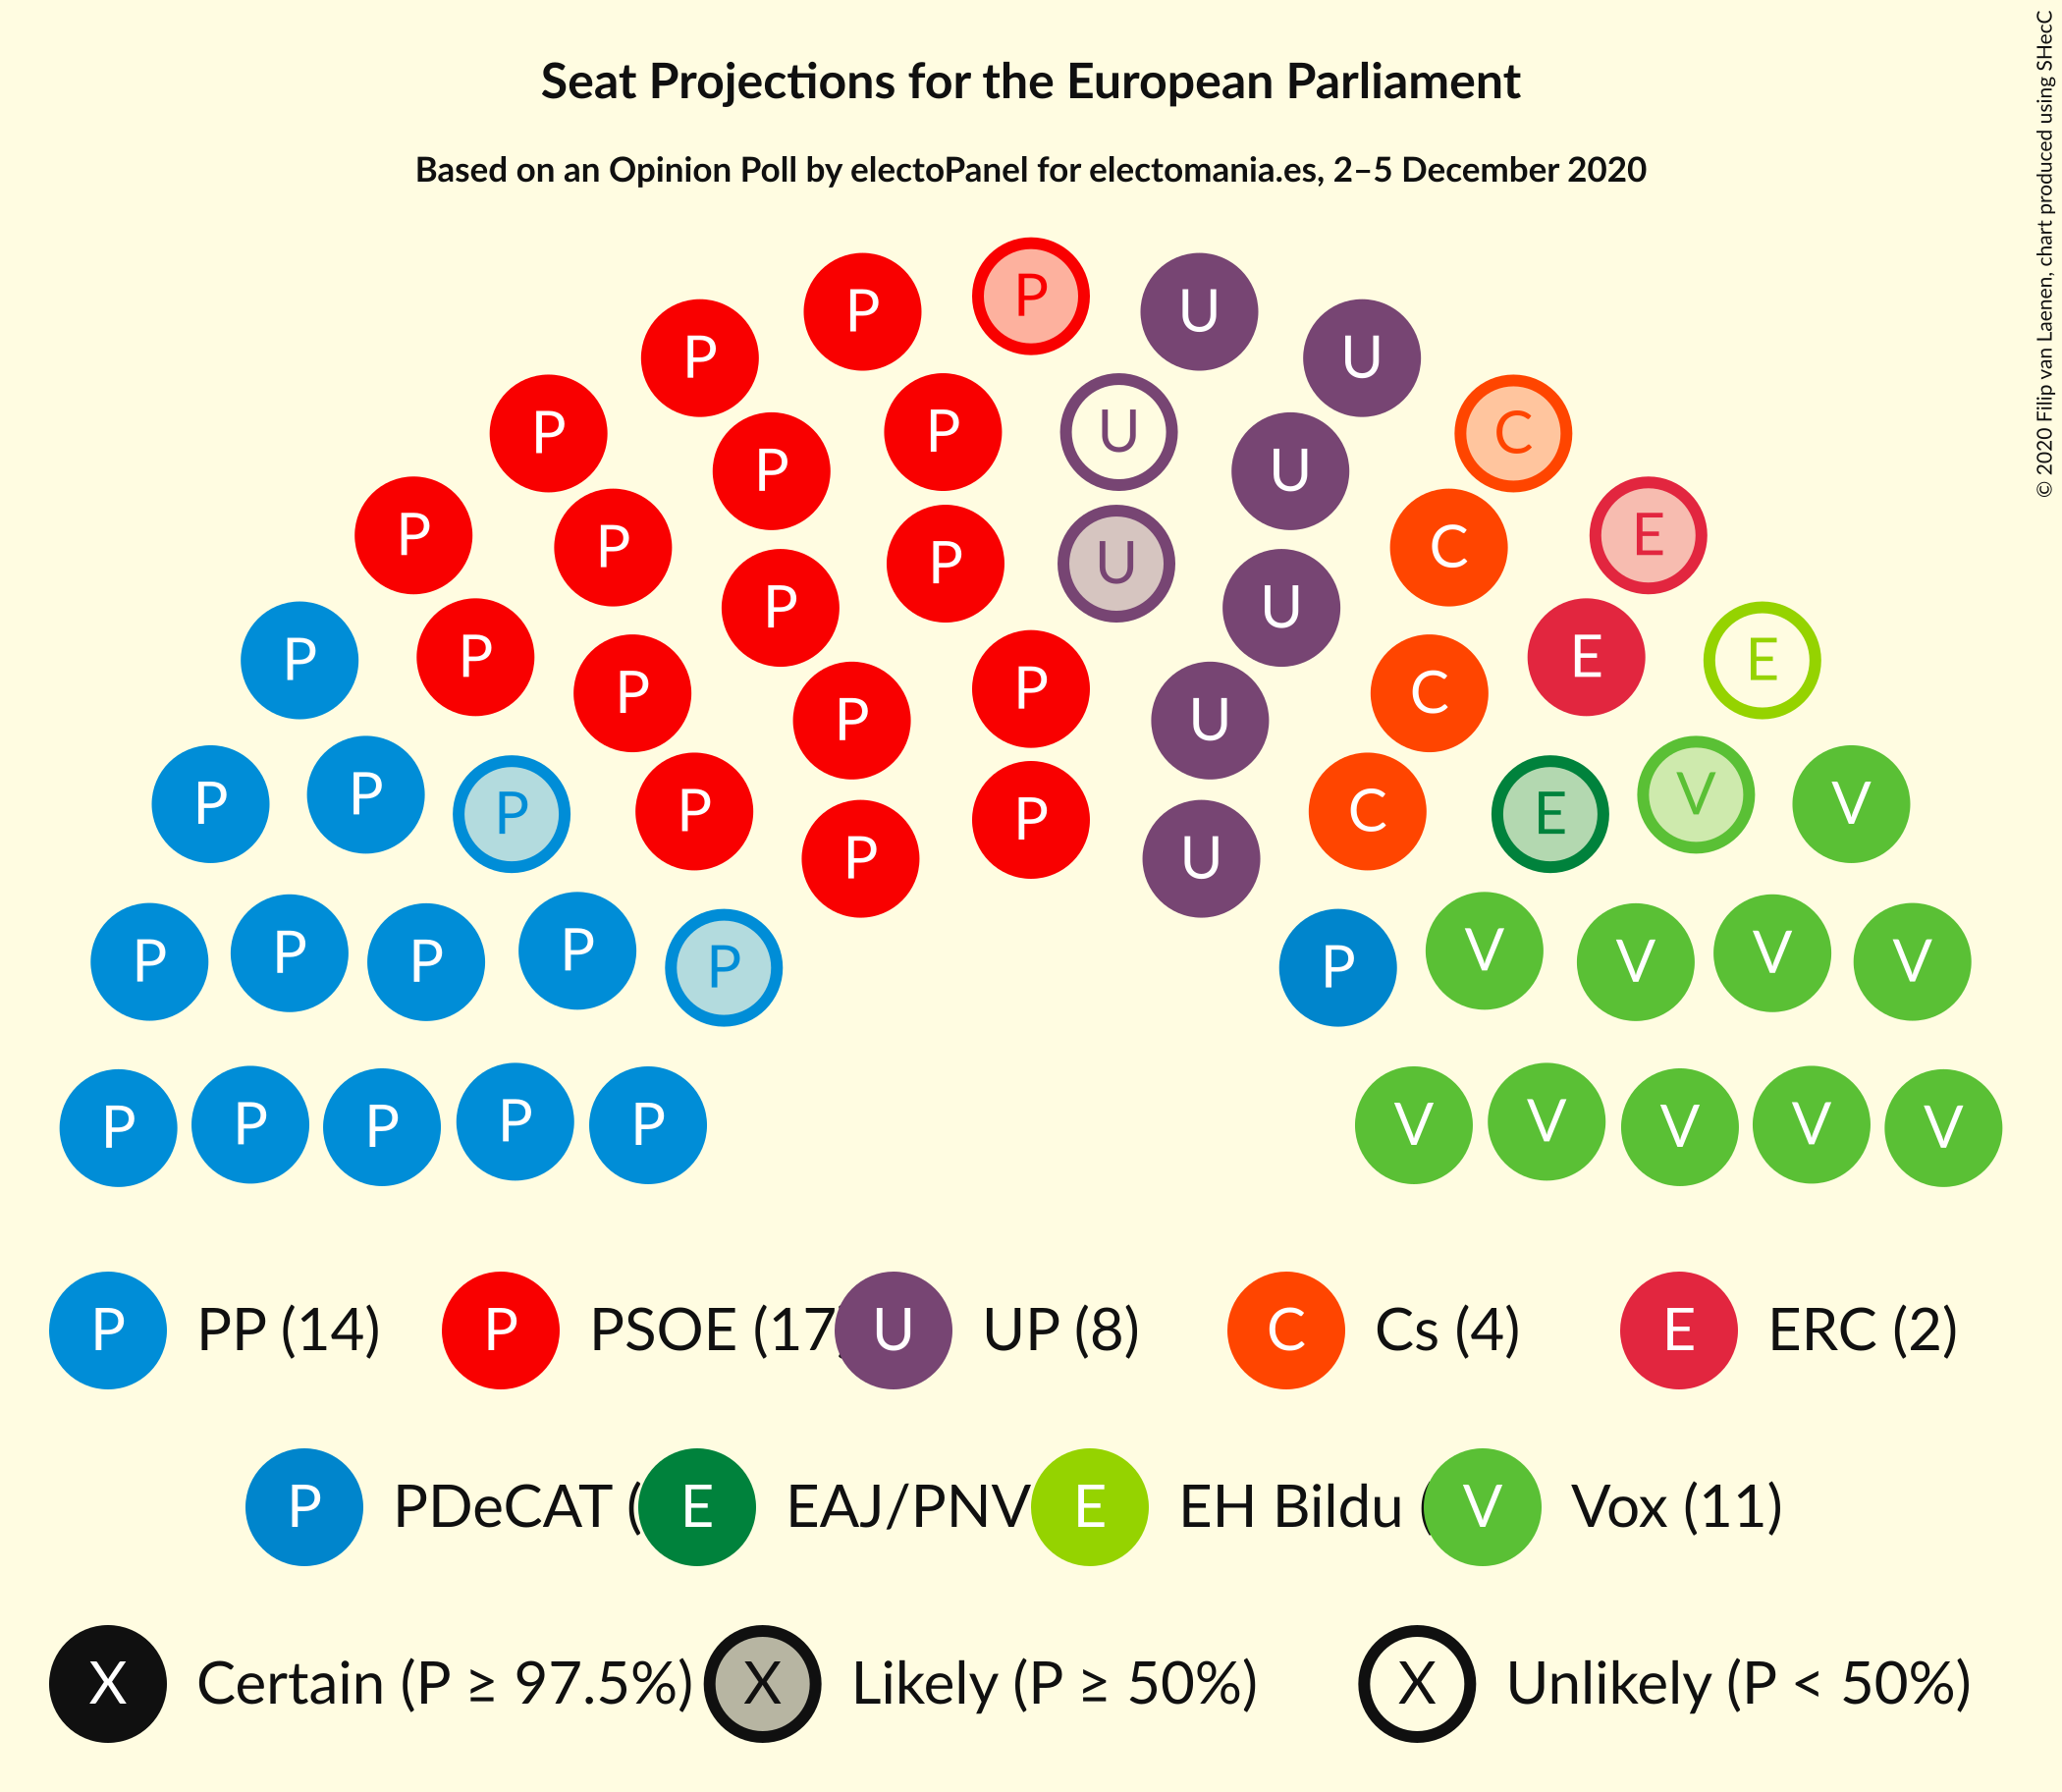 Seat Projections for the European Parliament
Based on an Opinion Poll by electoPanel for electomania.es, 2–5 December 2020
© 2020 Filip van Laenen, chart produced using SHecC
P P U
P U
P P U C
P U
P P P U C E
P U
P P P P C E E
P U
P P P P P C E V V
P U
P P P P P P V V V V
P P P P P V V V V V
P PP (14) P PSOE (17 U UP (8) C Cs (4) E ERC (2)
P PDeCAT ( E EAJ/PNV E EH Bildu ( V Vox (11)
X Certain (P ≥ 97.5%) X Likely (P ≥ 50%) X Unlikely (P < 50%)